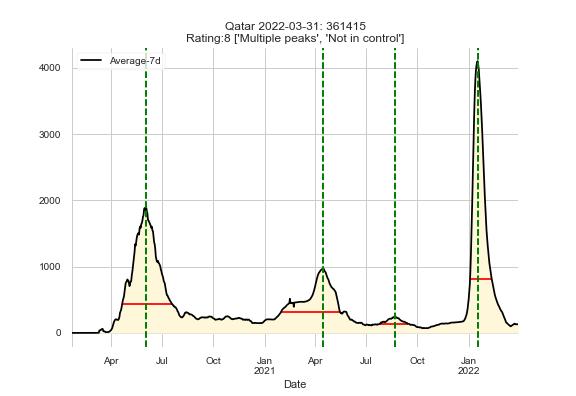 Qatar 2022-03-31: 361415
Rating:8 ['Multiple peaks', 'Not in control']
Average-7d
4000
3000
2000
1000
0
Apr Jul Oct Jan Apr Jul Oct Jan
2021 2022
Date